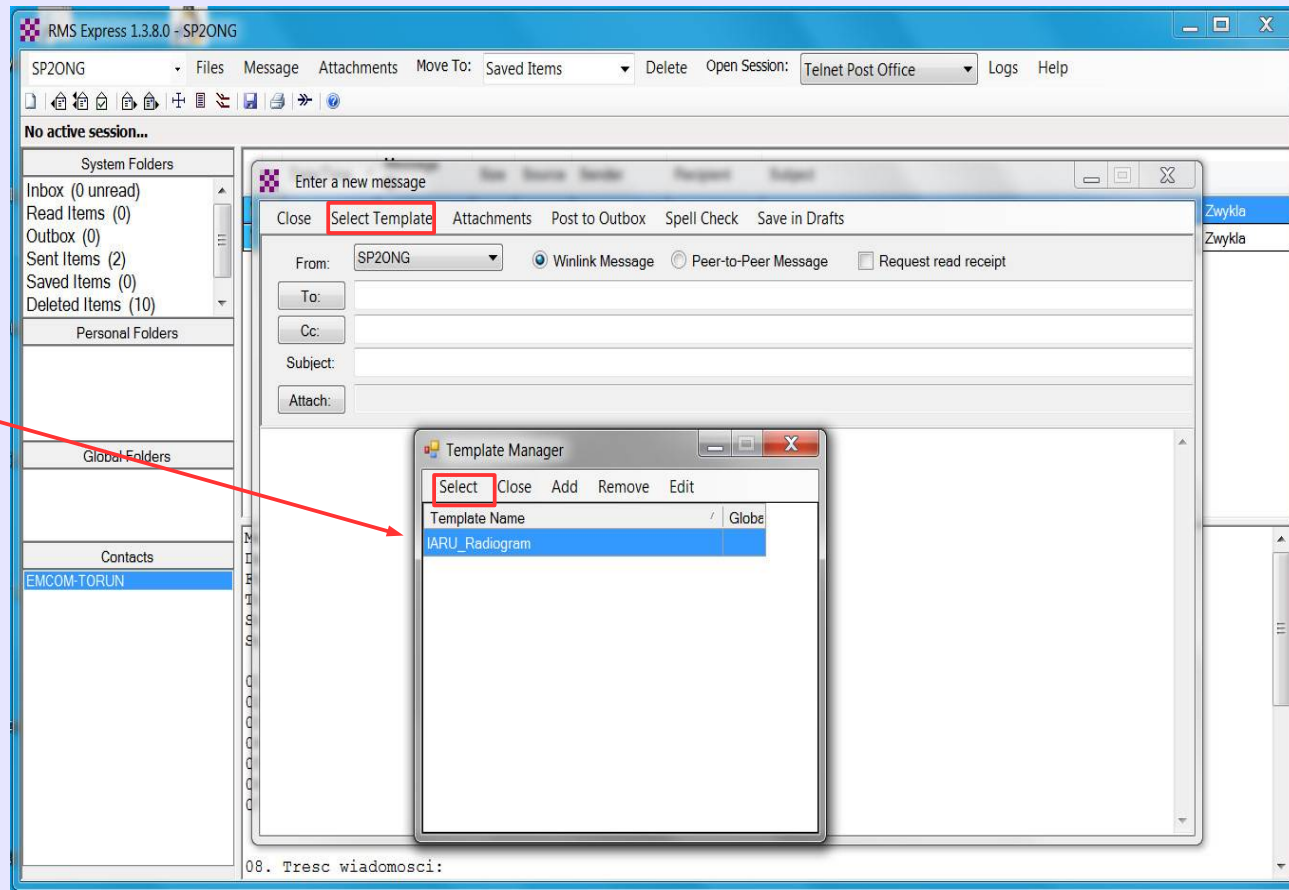 RMS Express 1.3.8.0 - SP2ONG
SP2ONG Files Message Attachments Move To: Saved Items Delete Open Session: Telnet Post Office Logs Help
No active session...
System Folders
Inbox (0 unread)
Read Items (0)
Outbox (0)
Sent Items (2)
Saved Items (0)
Deleted Items (10)
Personal Folders
Global Folders
Contacts
EMCOM-TORUN
Enter a new message
Close Select Template Attachments Post to Outbox Spell Check Save in Drafts
From: SP2ONG Winlink Message Peer-to-Peer Message Request read receipt
To:
Cc:
Subject:
Attach:
Zwykla
Zwykla
Template Manager
Select Close Add Remove Edit
Template Name / Globa
IARU_Radiogram
08. Tresc wiadomosci: